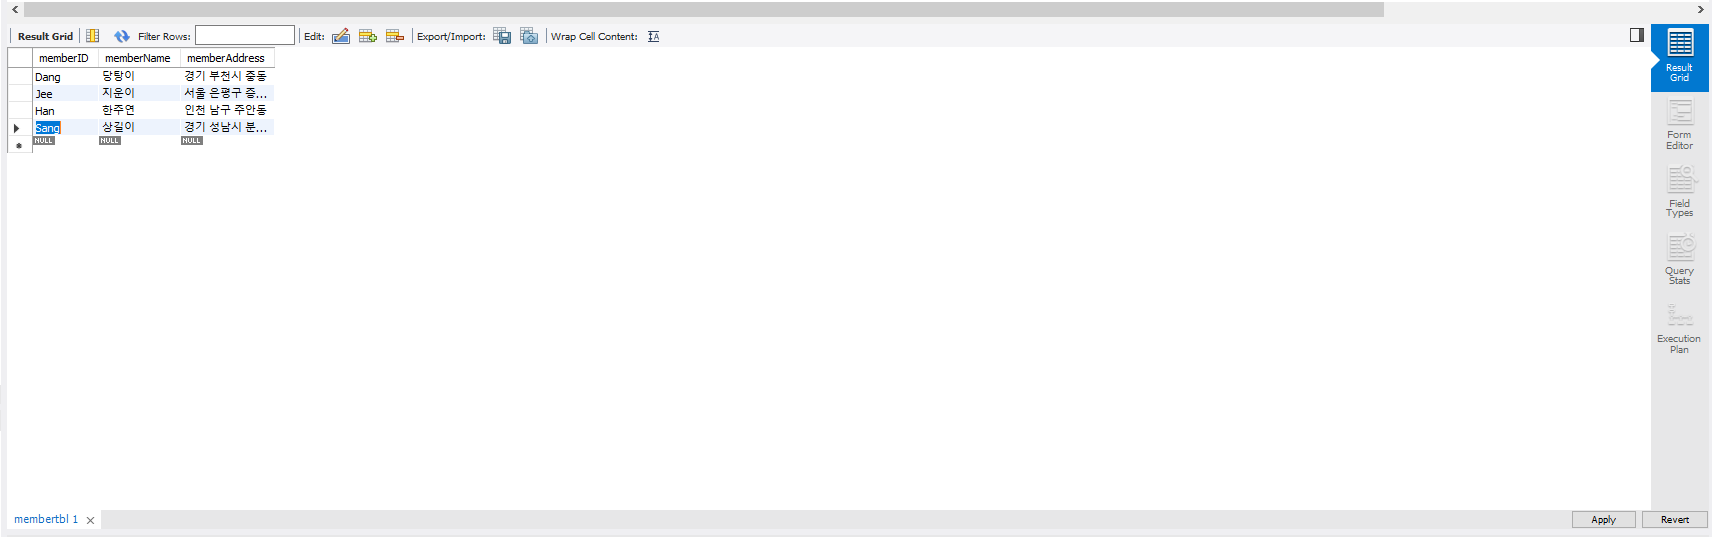 Result Grid Filter Rows: Edit: Export/Import: Wrap Cell Content:
memberID memberName memberAddress
Dang 당탕이 경기 부천시 중동
Jee 지운이 서울 은평구 증...
Han 한주연 인천 남구 주안동
Sang 상길이 경기 성남시 분...
NULL NULL NULL
Result
Grid
Form
Editor
Field
Types
Query
Stats
Execution
Plan
membertbl 1
Apply Revert